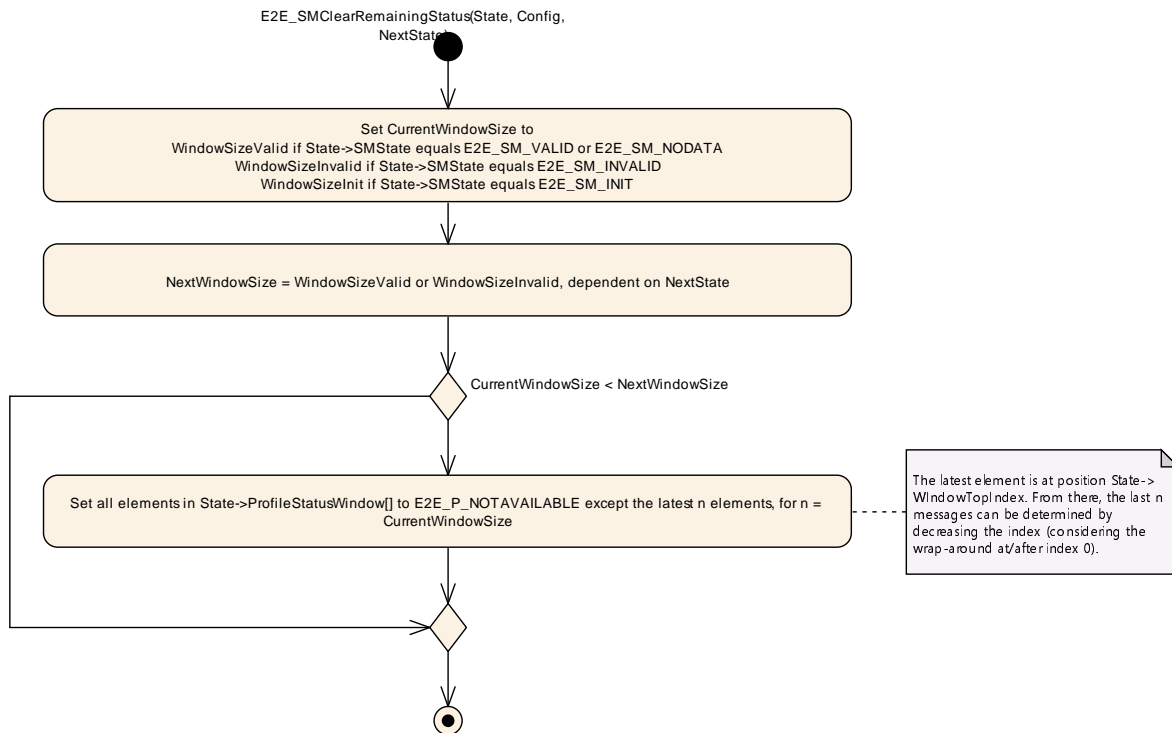 E2E_SMClearRemainingStatus(State, Config,
NextState)
Set CurrentWindowSize to
WindowSizeValid if State->SMState equals E2E_SM_VALID or E2E_SM_NODATA
WindowSizeInvalid if State->SMState equals E2E_SM_INVALID
WindowSizeInit if State->SMState equals E2E_SM_INIT
NextWindowSize = WindowSizeValid or WindowSizeInvalid, dependent on NextState
CurrentWindowSize < NextWindowSize
Set all elements in State->ProfileStatusWindow[] to E2E_P_NOTAVAILABLE except the latest n elements, for n =
CurrentWindowSize
The latest element is at position State->
WIndowTopIndex. From there, the last n
messages can be determined by
decreasing the index (considering the
wrap-around at/after index 0).